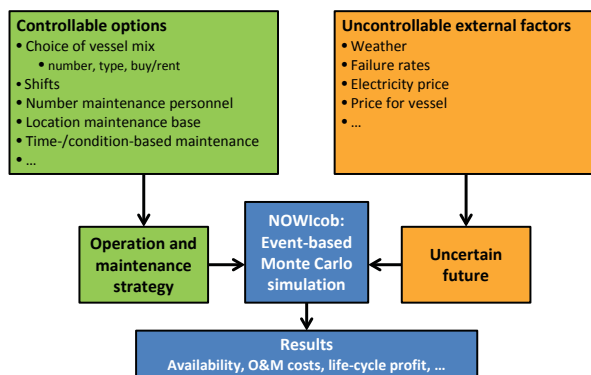 Controllable options
• Choice of vessel mix
• number, type, buy/rent
• Shifts
• Number maintenance personnel
• Location maintenance base
• Time-/condition-based maintenance
• …
Uncontrollable external factors
• Weather
• Failure rates
• Electricity price
• Price for vessel
• …
Operation and
maintenance
strategy
NOWIcob:
Event-based
Monte Carlo
simulation
Uncertain
future
Results
Availability, O&M costs, life-cycle profit, …